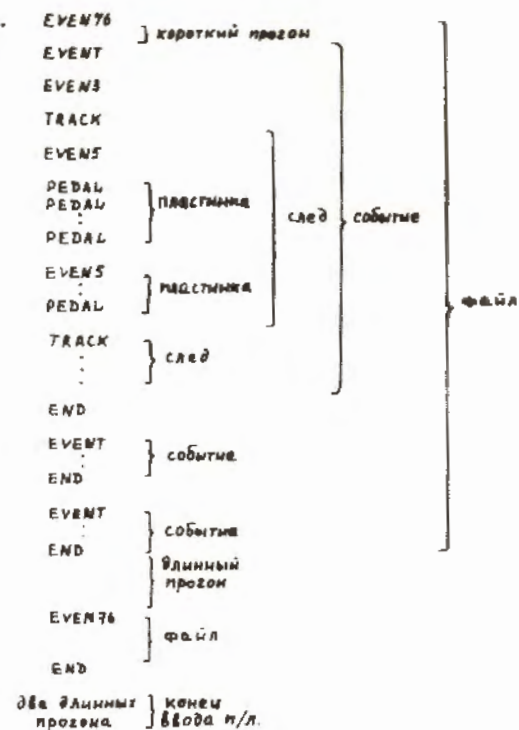 EVEN76
} короткий прогон
EVENT
EVEN3
TRACK
EVEN5
PEDAL
PEDAL } пластинка
⋮ след } событие
PEDAL
EVEN5
⋮ } пластинка
PEDAL } файл
TRACK
⋮ } след
END
EVENT
⋮ } событие
END
EVENT
⋮ } событие
END
длинный
прогон
EVEN76
} файл
END
два длинных } конец
прогона ввода п/л.